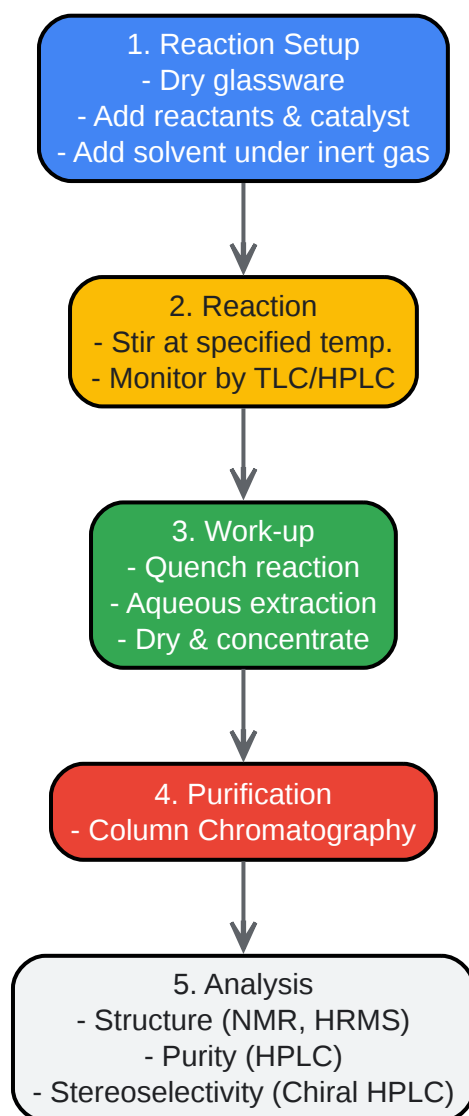 1. Reaction Setup
- Dry glassware
- Add reactants & catalyst
- Add solvent under inert gas
2. Reaction
- Stir at specified temp.
- Monitor by TLC/HPLC
3. Work-up
- Quench reaction
- Aqueous extraction
- Dry & concentrate
4. Purification
- Column Chromatography
5. Analysis
- Structure (NMR, HRMS)
- Purity (HPLC)
- Stereoselectivity (Chiral HPLC)